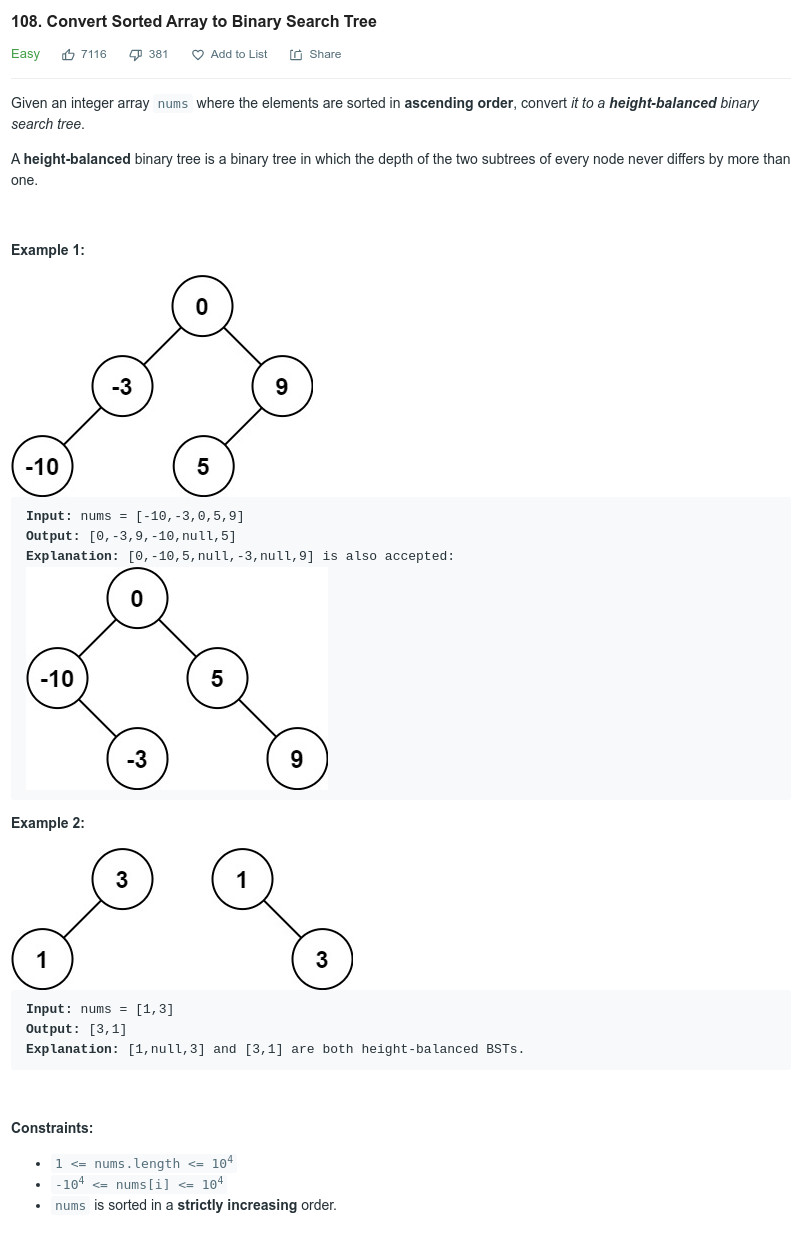 108. Convert Sorted Array to Binary Search Tree
Easy 7116 381 Add to List Share
Given an integer array nums where the elements are sorted in ascending order, convert it to a height-balanced binary
search tree.
A height-balanced binary tree is a binary tree in which the depth of the two subtrees of every node never differs by more than
one.
Example 1:
0
-3 9
-10 5
Input: nums = [-10,-3,0,5,9]
Output: [0,-3,9,-10,null,5]
Explanation: [0,-10,5,null,-3,null,9] is also accepted:
0
-10 5
-3 9
Example 2:
3 1
1 3
Input: nums = [1,3]
Output: [3,1]
Explanation: [1,null,3] and [3,1] are both height-balanced BSTs.
Constraints:
• 1 <= nums.length <= 10⁴
• -10⁴ <= nums[i] <= 10⁴
• nums is sorted in a strictly increasing order.